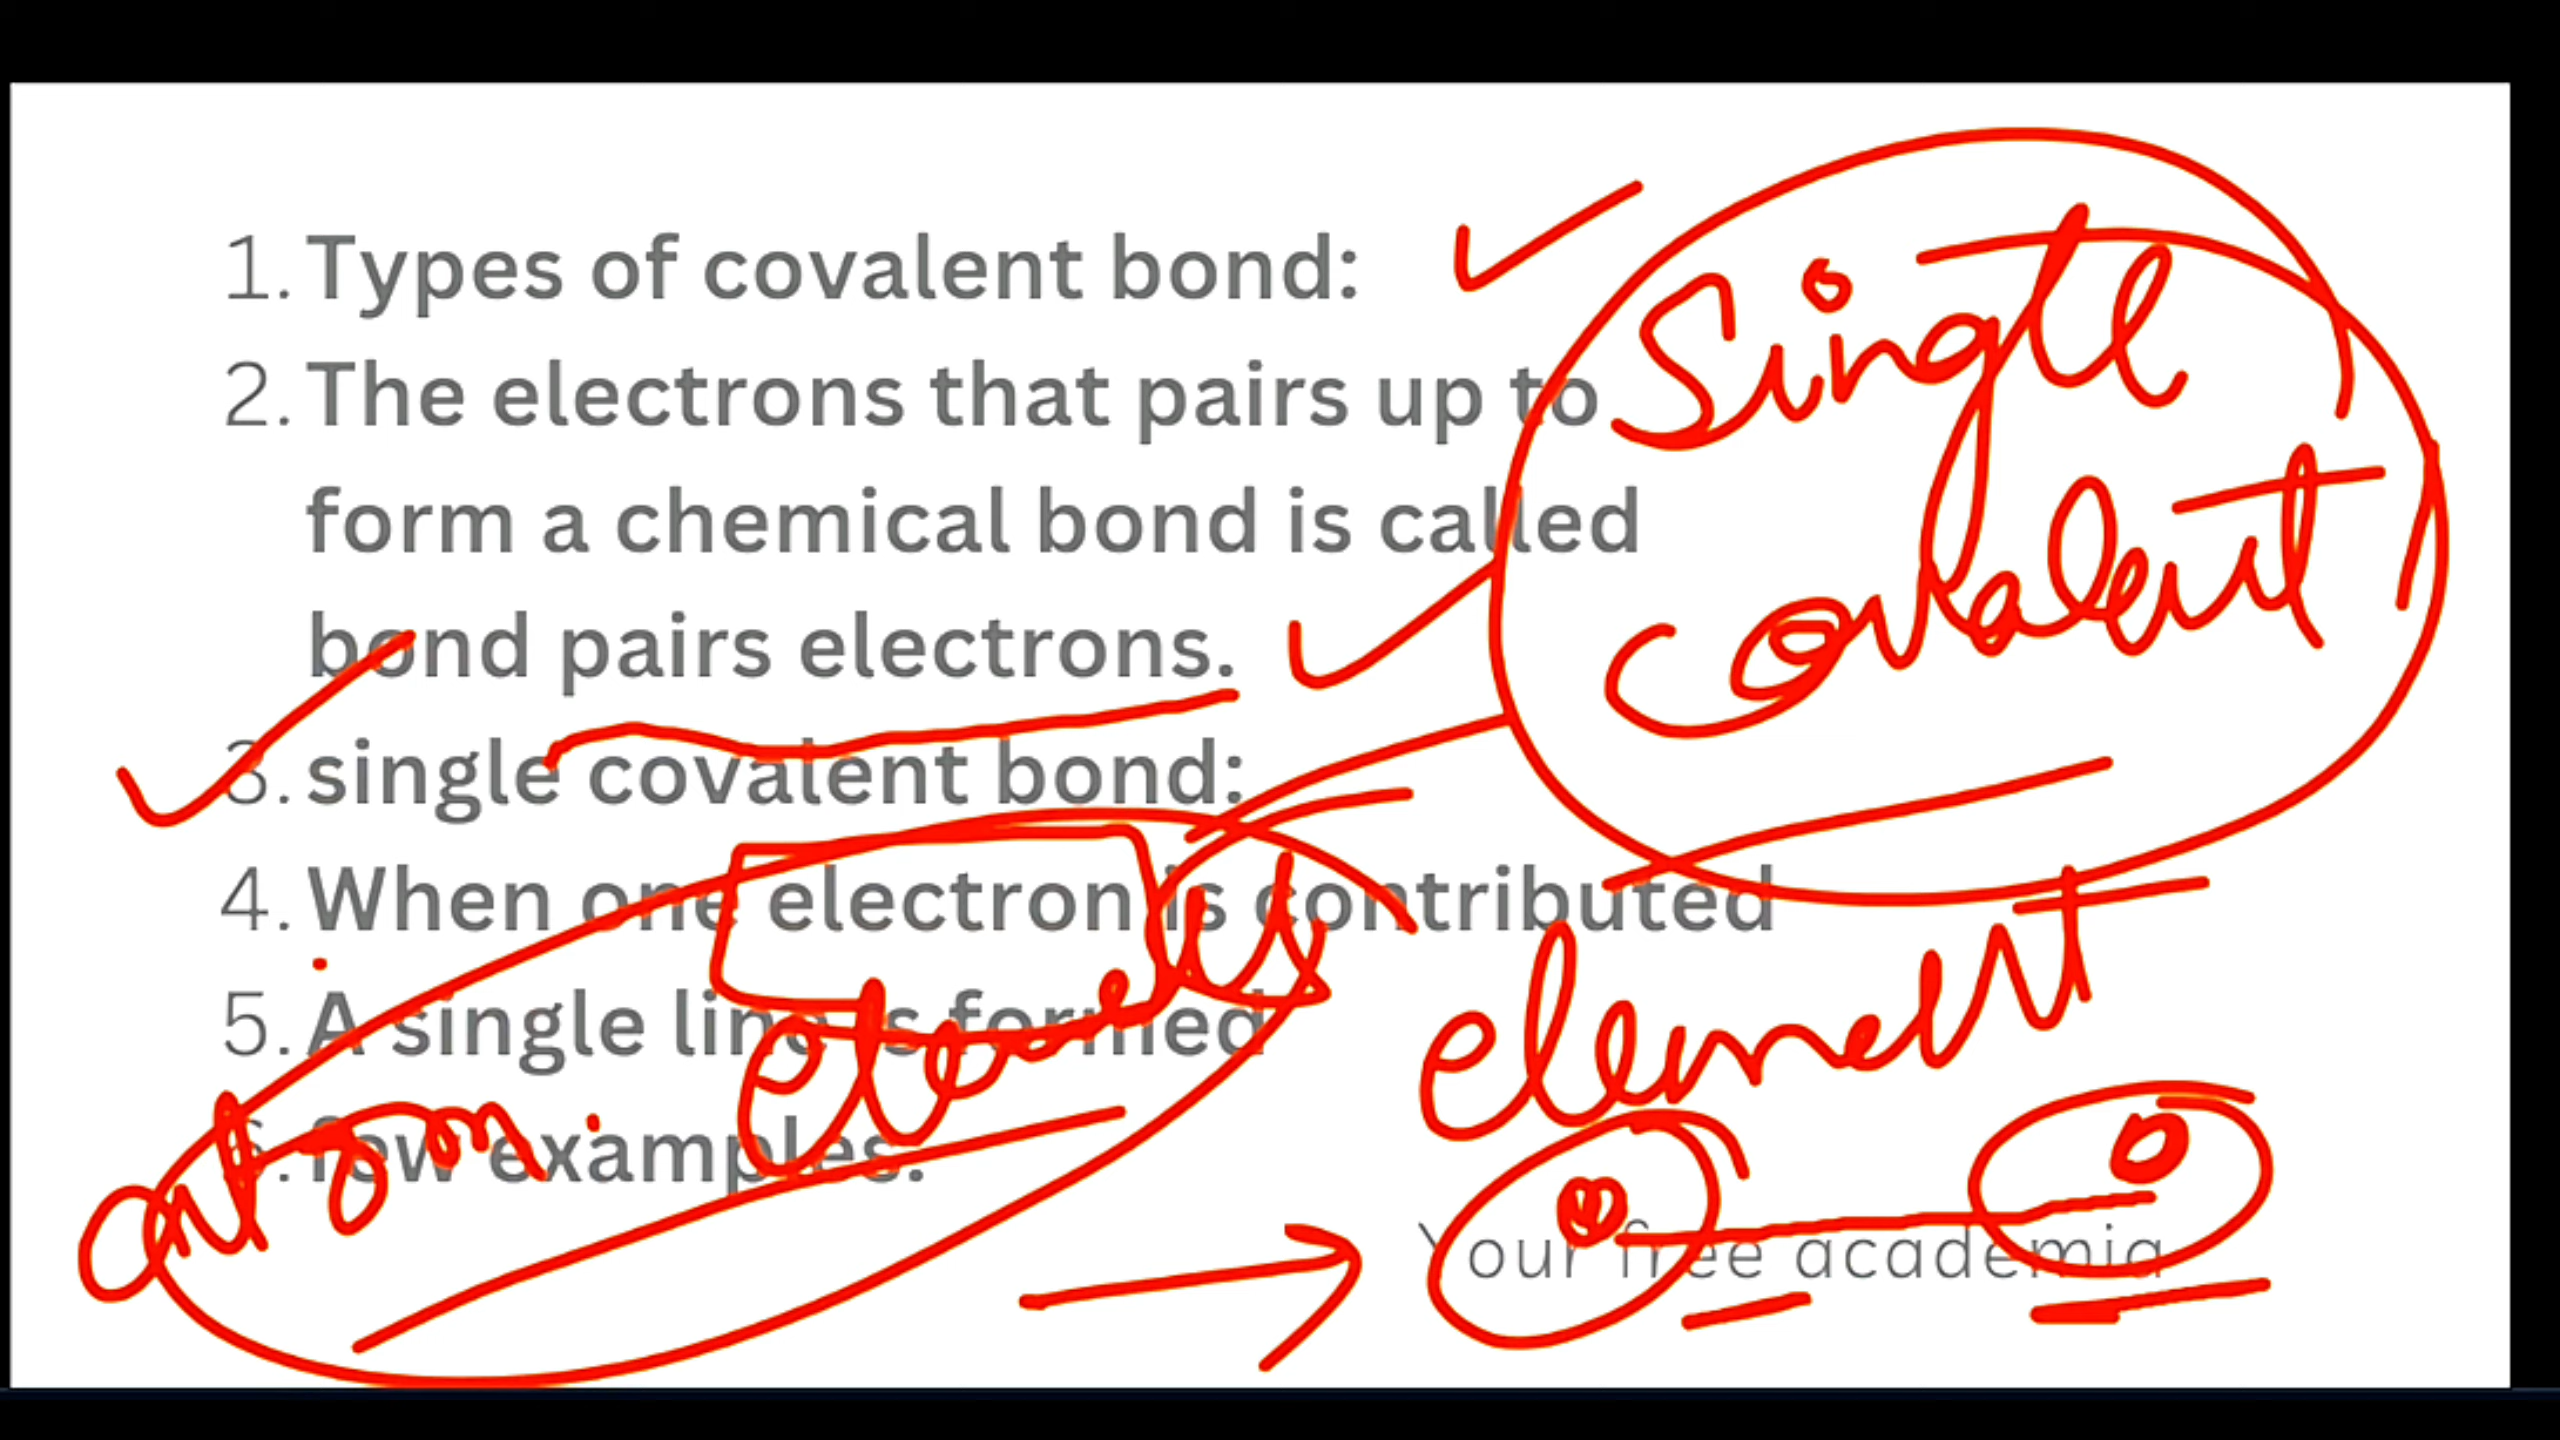 1. Types of covalent bond:
2. The electrons that pairs up to
form a chemical bond is called
bond pairs electrons.
3. single covalent bond:
4. When one electron is contributed
5. A single line is formed
6. few examples.
Your free academia
Single
covalent
element
atom